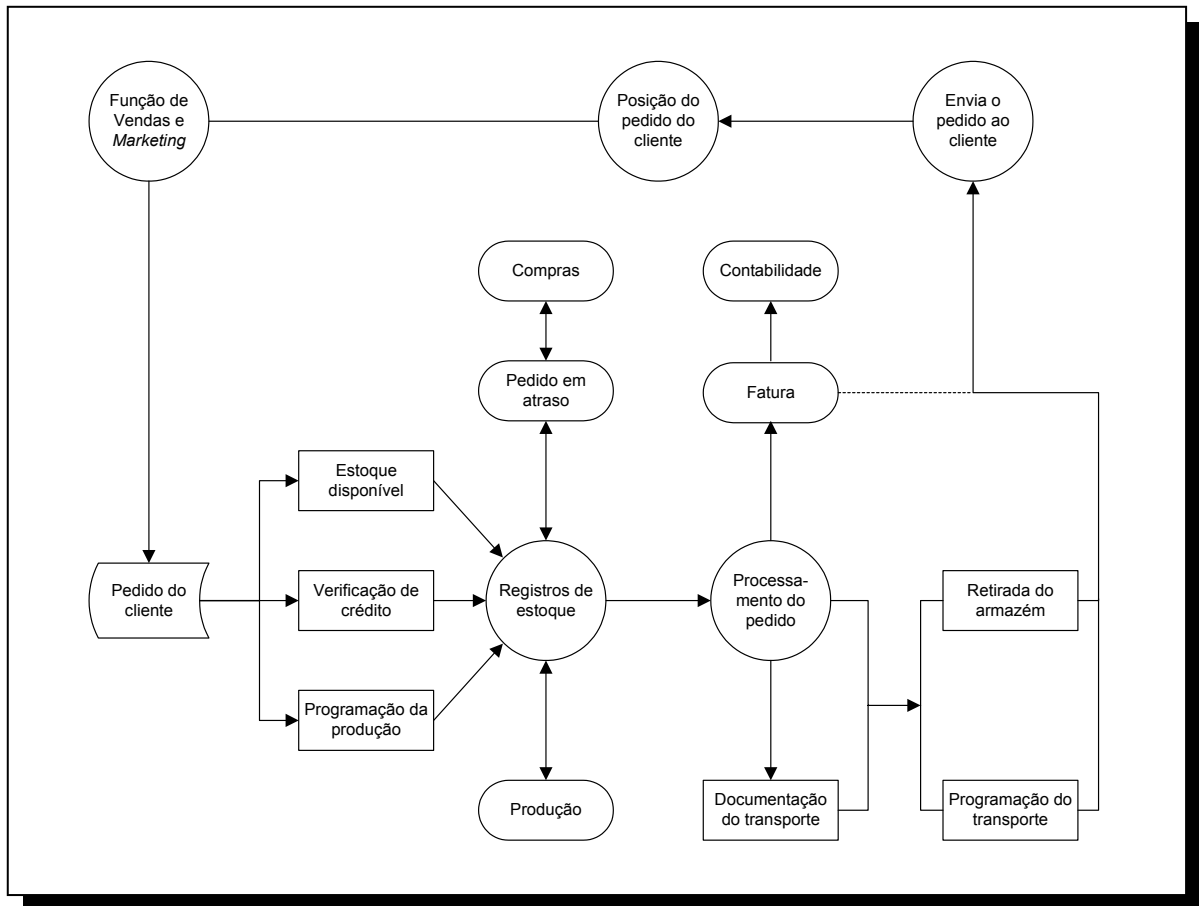 Função de
Vendas e
Marketing
Posição do
pedido do
cliente
Envia o
pedido ao
cliente
Compras
Contabilidade
Pedido em
atraso
Fatura
Estoque
disponível
Pedido do
cliente
Verificação de
crédito
Registros de
estoque
Processa-
mento do
pedido
Retirada do
armazém
Programação da
produção
Produção
Documentação
do transporte
Programação do
transporte